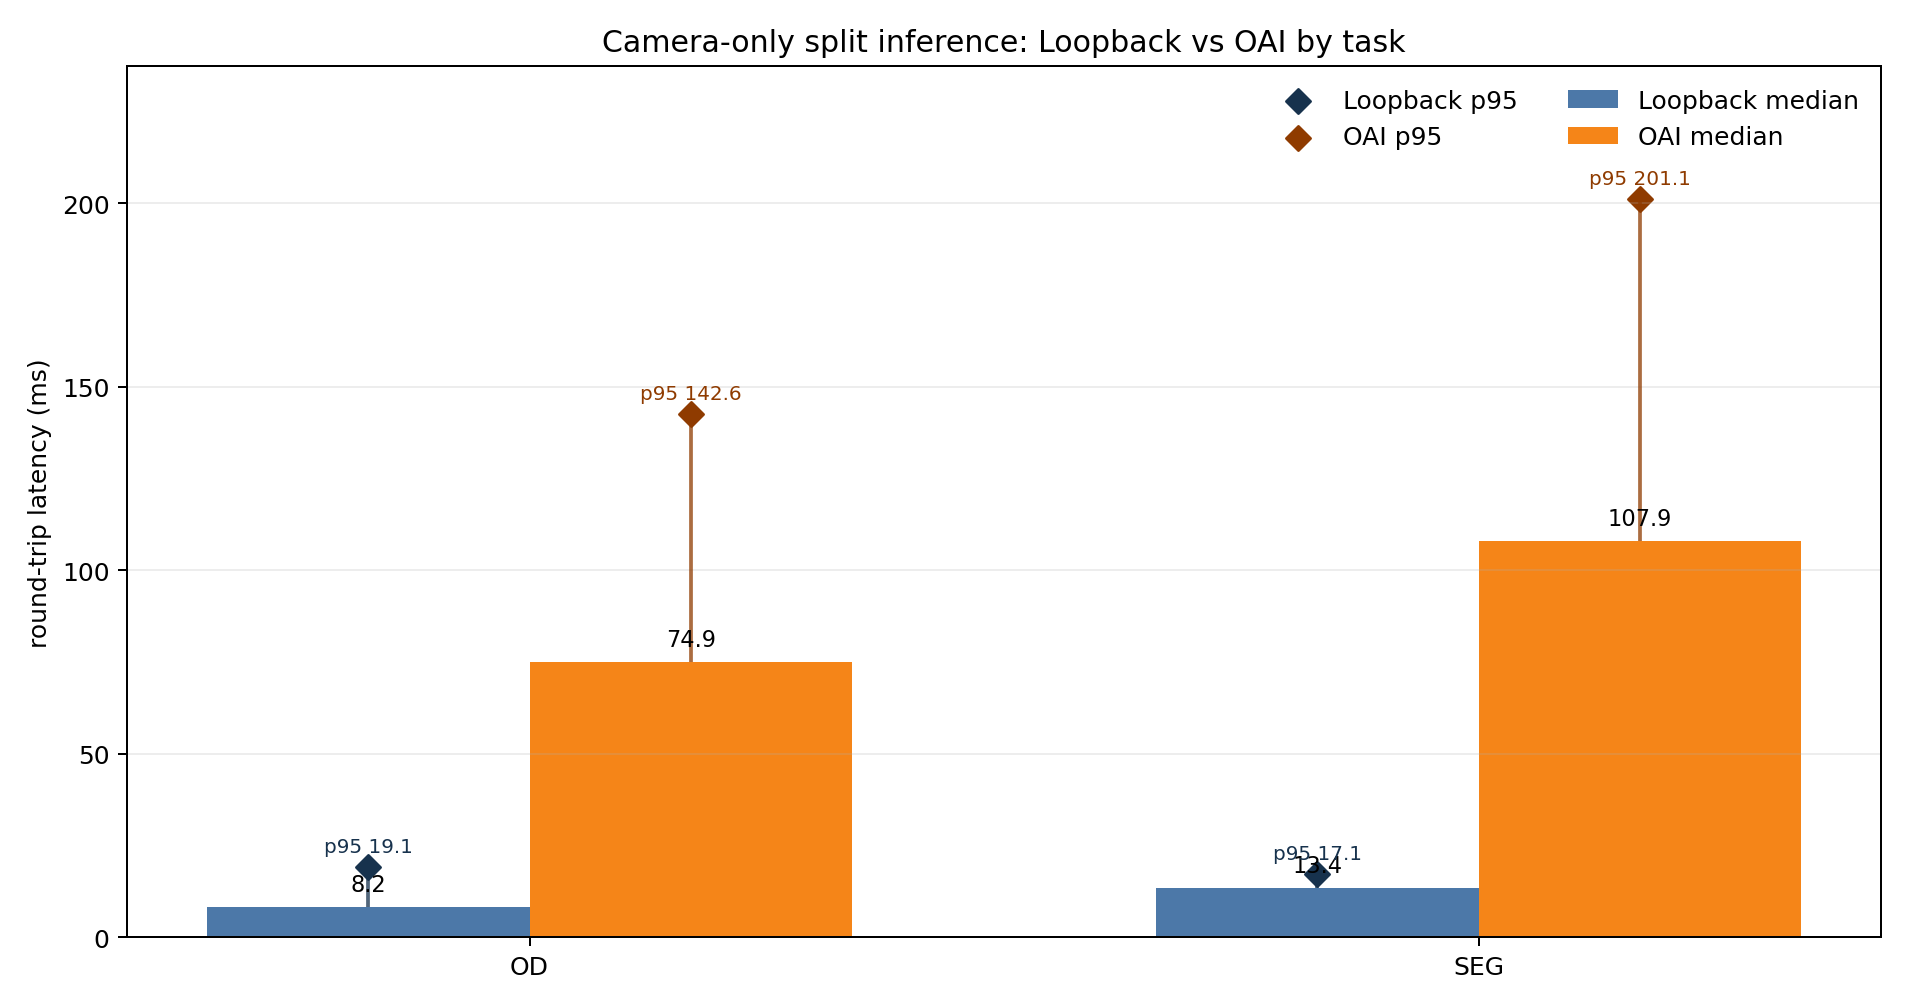 Camera-only split inference: Loopback vs OAI by task
Loopback p95
OAI p95
Loopback median
OAI median
round-trip latency (ms)
200
150
100
50
0
p95 19.1
8.2
p95 142.6
74.9
p95 17.1
13.4
p95 201.1
107.9
OD
SEG